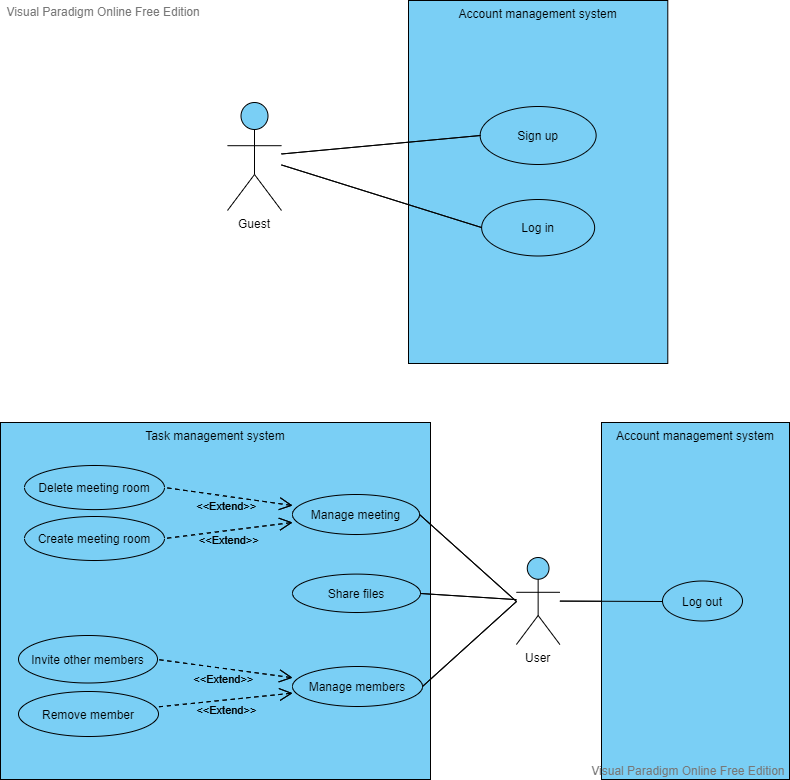 Visual Paradigm Online Free Edition
Account management system
Sign up
Log in
Guest
Task management system
Account management system
Delete meeting room
<<Extend>>
Manage meeting
Create meeting room
<<Extend>>
Share files
Log out
User
Invite other members
<<Extend>>
Manage members
Remove member
<<Extend>>
Visual Paradigm Online Free Edition